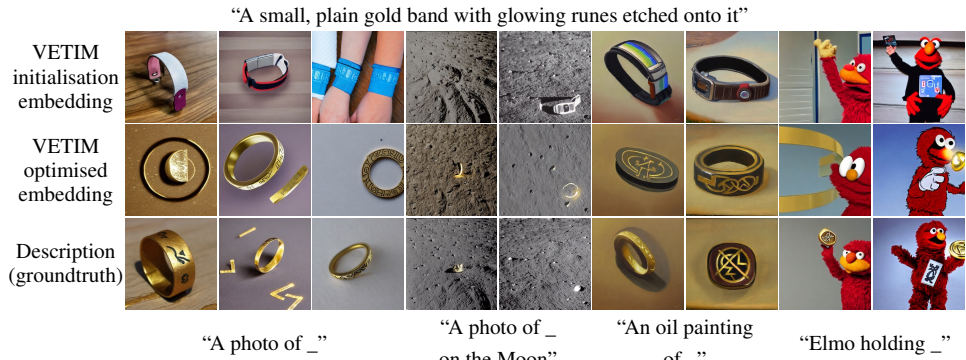 “A small, plain gold band with glowing runes etched onto it”
VETIM
initialisation
embedding
VETIM
optimised
embedding
Description
(groundtruth)
“A photo of _”
“A photo of _
on the Moon”
“An oil painting
of _”
“Elmo holding _”